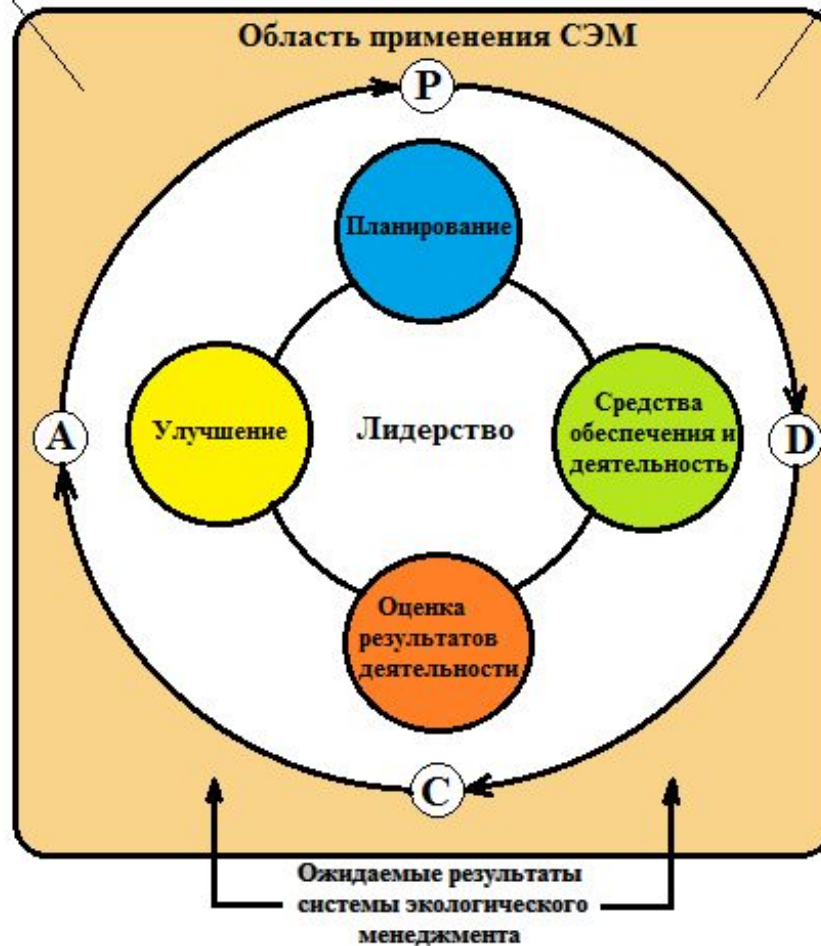 Область применения СЭМ
P
Планирование
A
Улучшение
Лидерство
Средства
обеспечения и
деятельность
D
Оценка
результатов
деятельности
C
Ожидаемые результаты
системы экологического
менеджмента